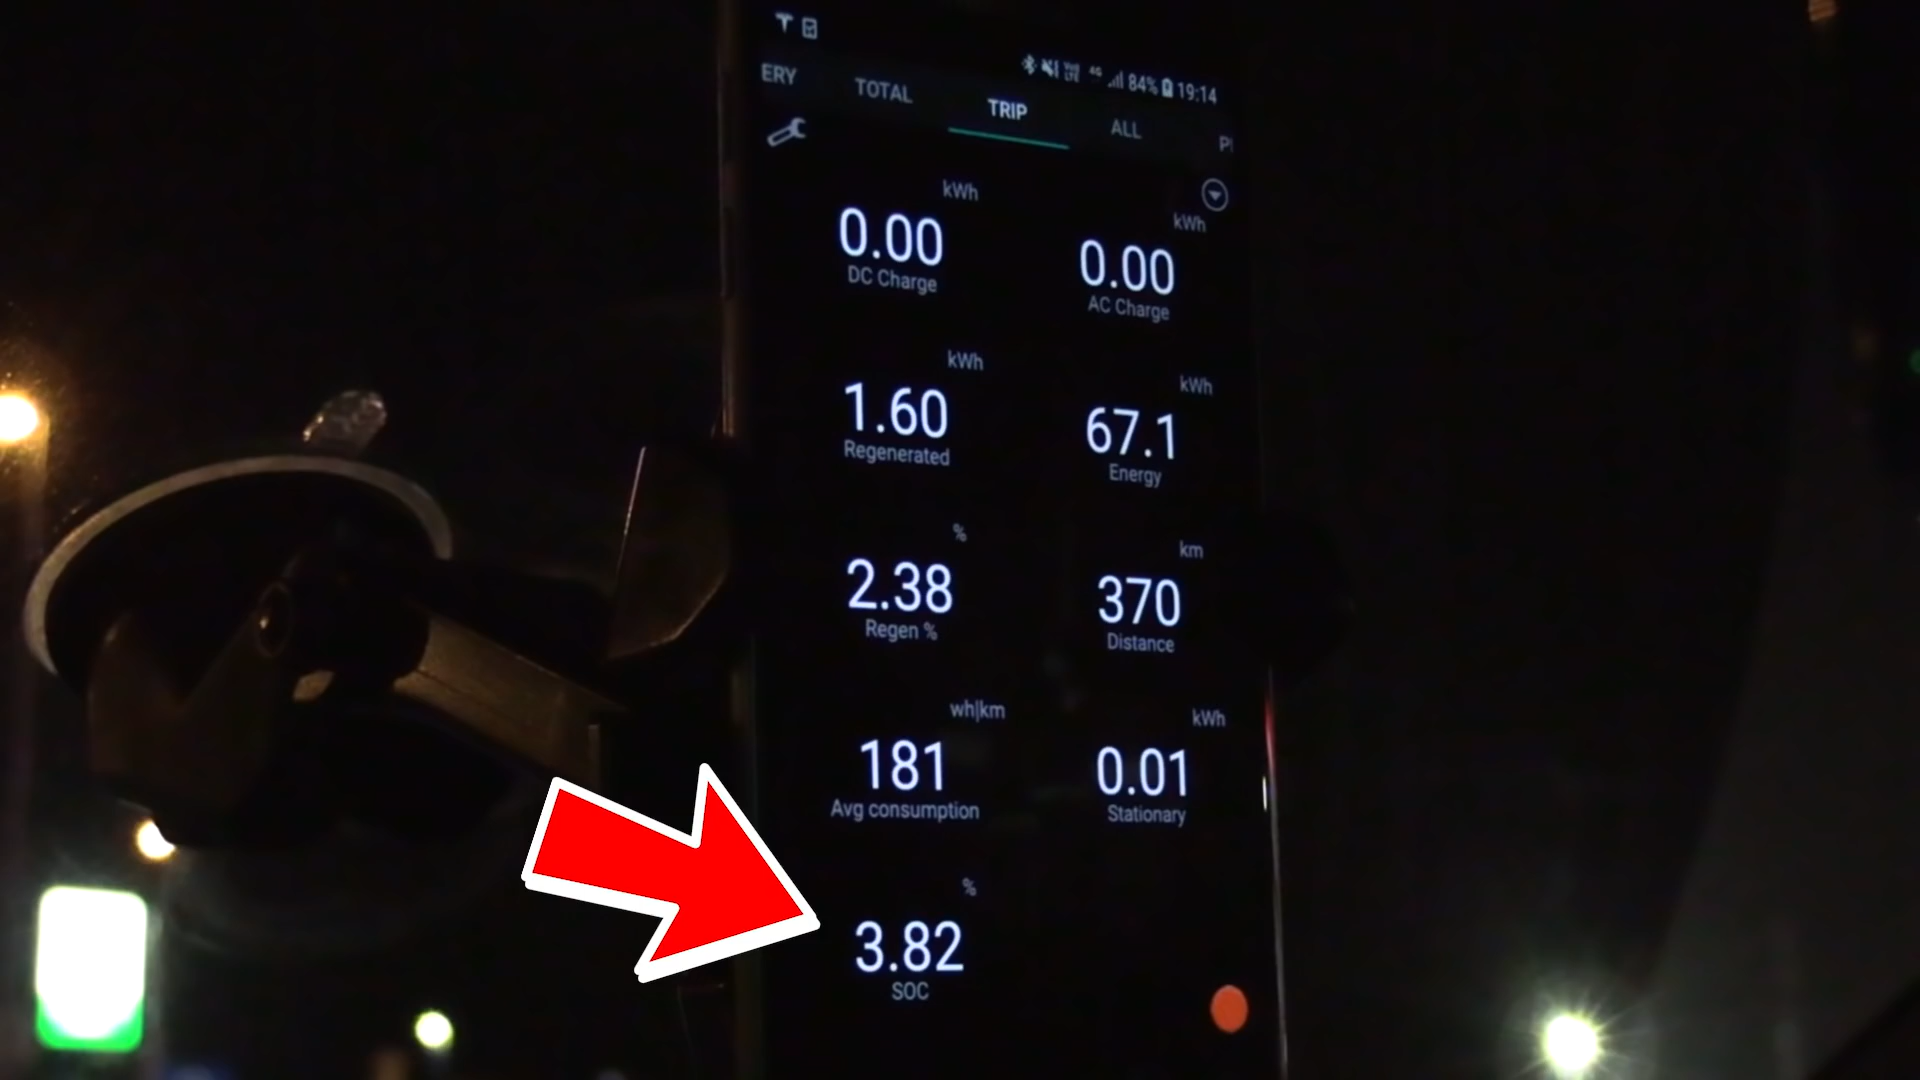 VoLTE 4G 84% 19:14
ERY TOTAL TRIP ALL P
kWh
0.00
DC Charge
kWh
0.00
AC Charge
kWh
1.60
Regenerated
kWh
67.1
Energy
%
2.38
Regen %
km
370
Distance
wh|km
181
Avg consumption
kWh
0.01
Stationary
%
3.82
SOC